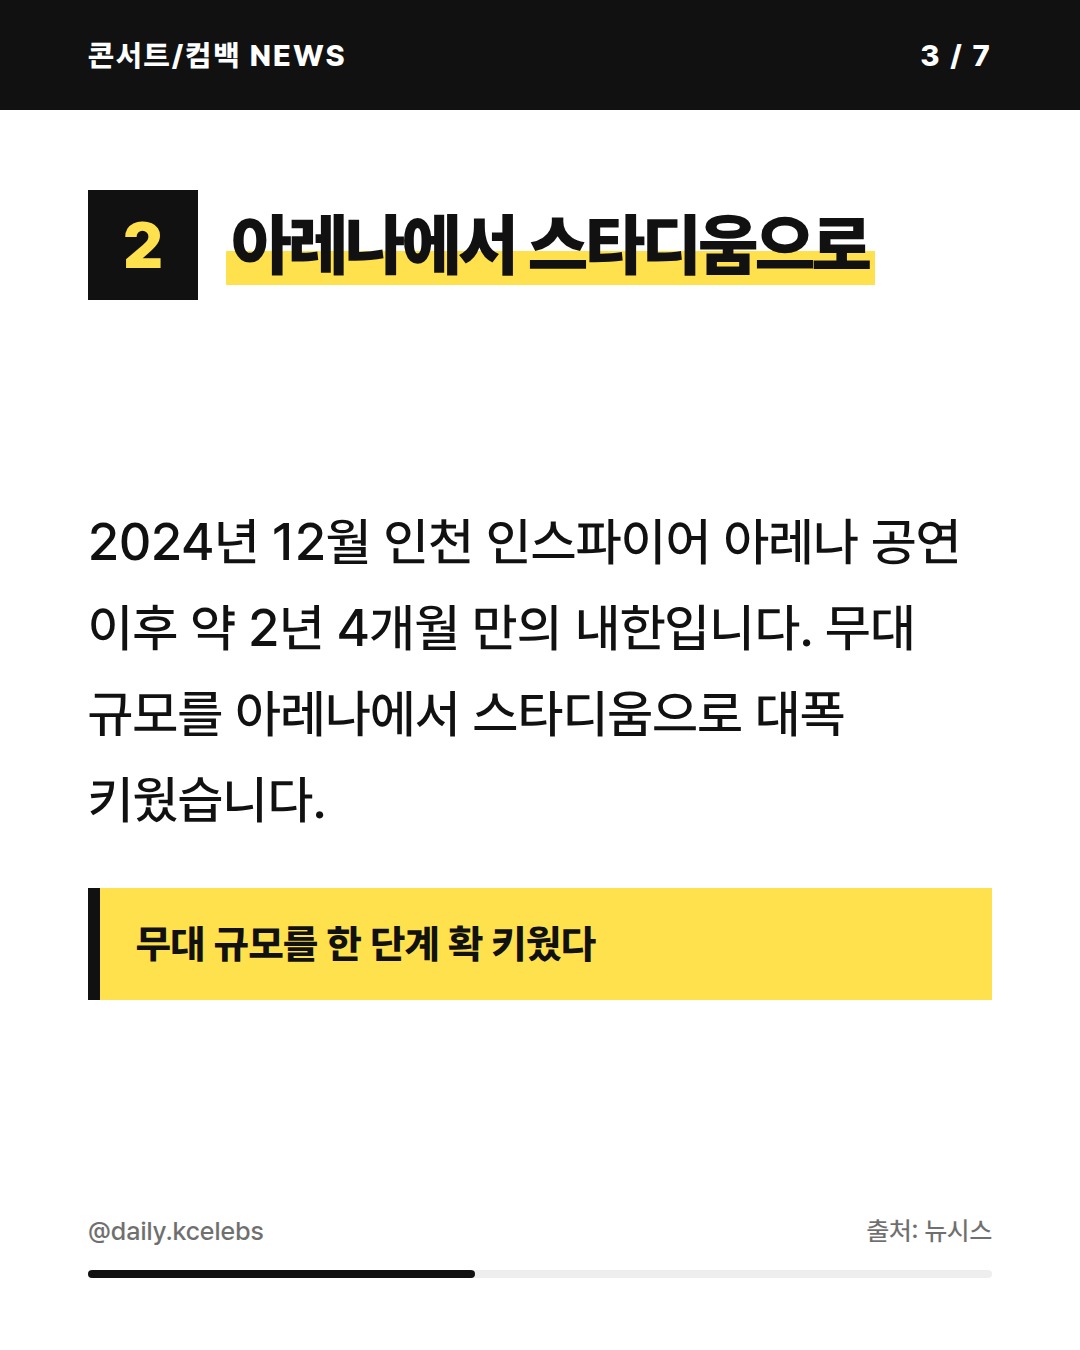 콘서트/컴백 NEWS
3 / 7
2
아레나에서 스타디움으로
2024년 12월 인천 인스파이어 아레나 공연
이후 약 2년 4개월 만의 내한입니다. 무대
규모를 아레나에서 스타디움으로 대폭
키웠습니다.
무대 규모를 한 단계 확 키웠다
@daily.kcelebs
출처: 뉴시스